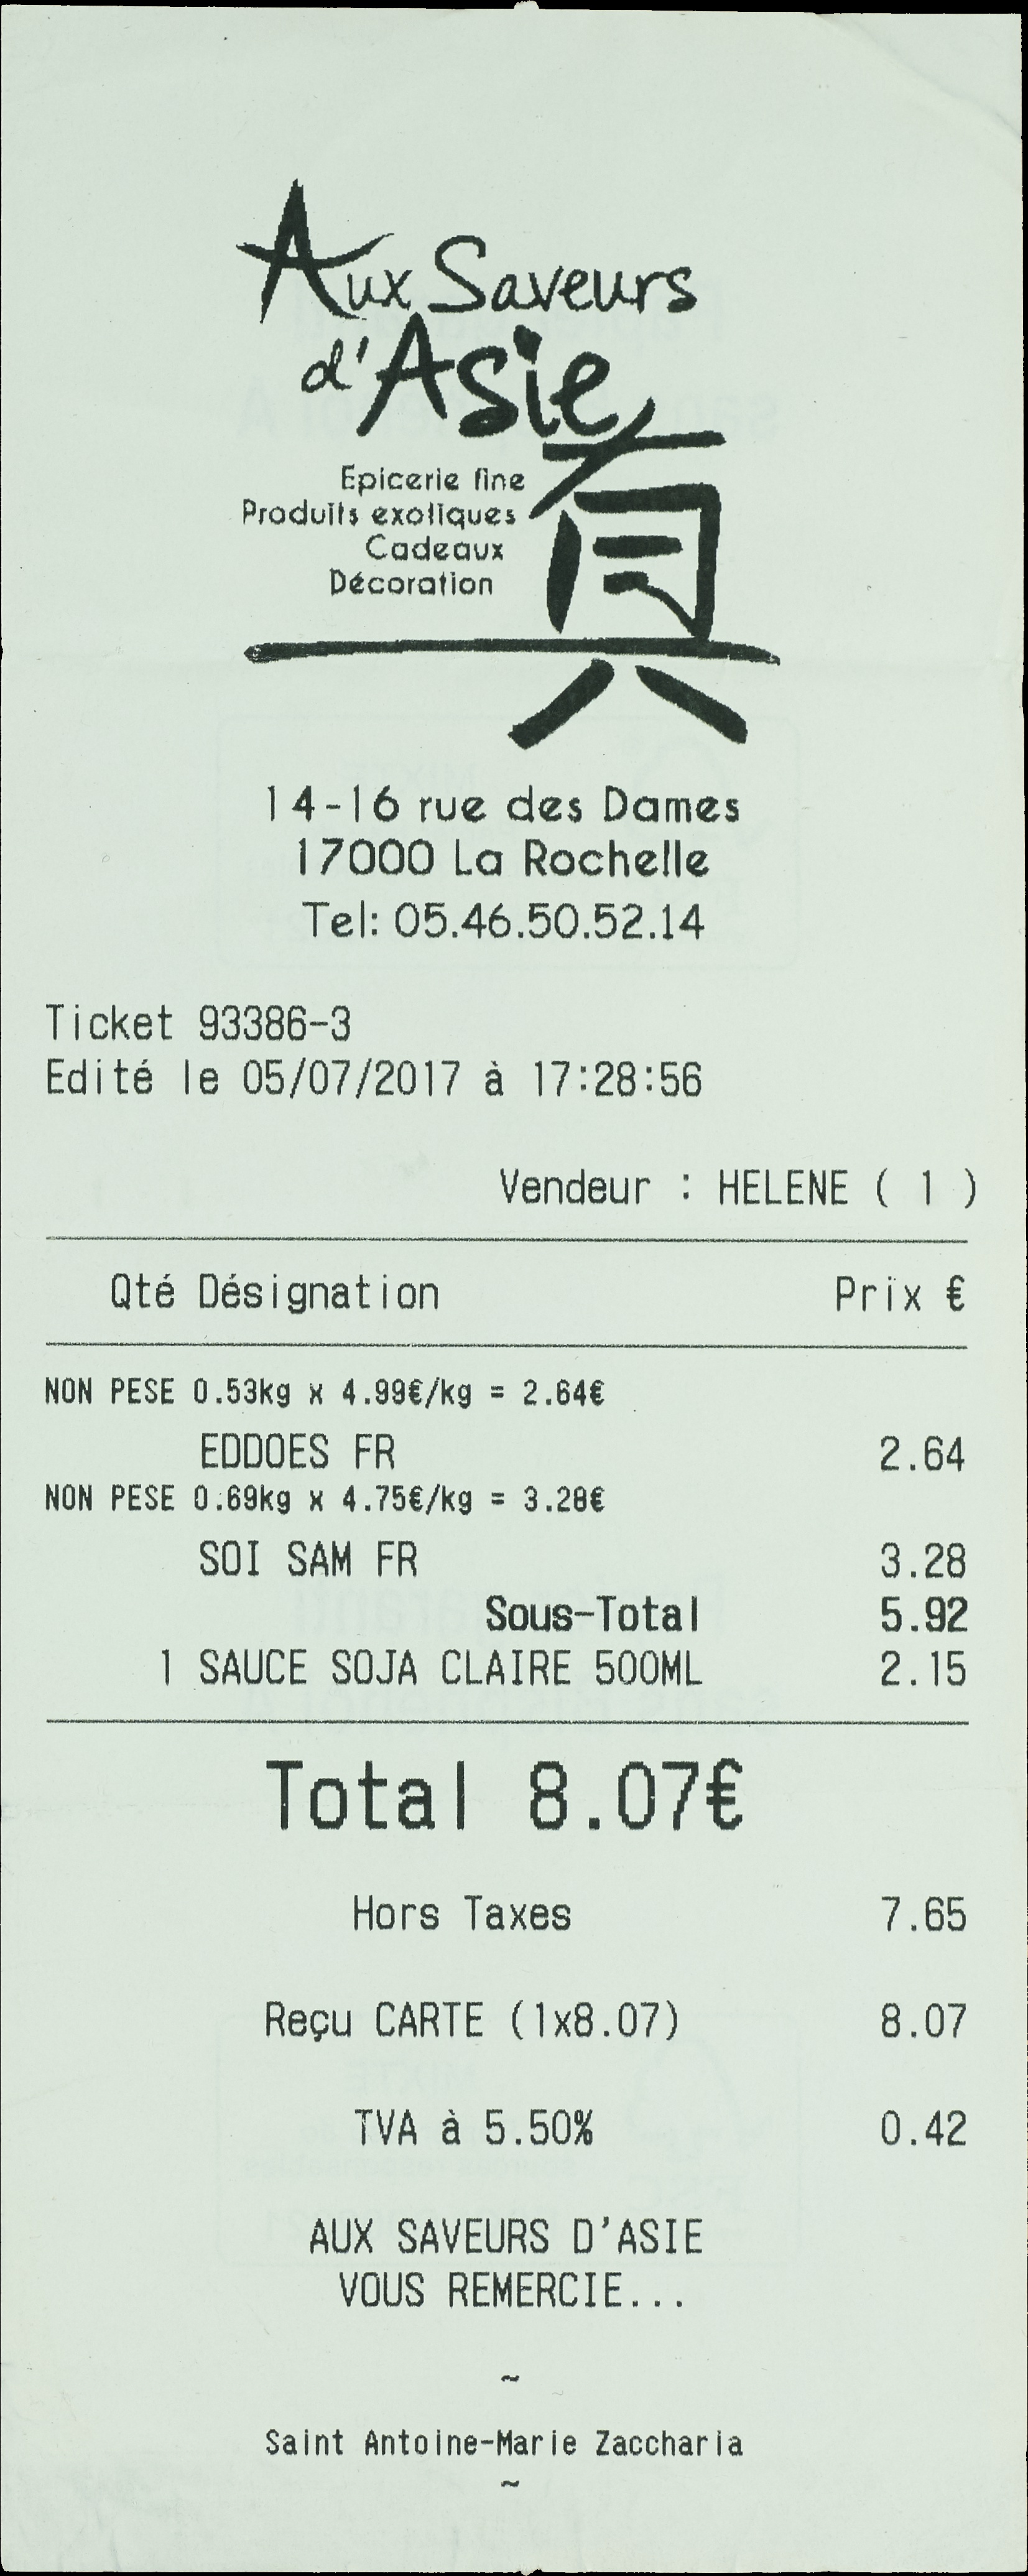 Aux Saveurs
d'Asie
Epicerie fine
Produits exotiques
Cadeaux
Décoration
14-16 rue des Dames
17000 La Rochelle
Tel: 05.46.50.52.14
Ticket 93386-3
Edité le 05/07/2017 à 17:28:56
Vendeur : HELENE ( 1 )
Qté Désignation Prix €
NON PESE 0.53kg x 4.99€/kg = 2.64€
EDDOES FR 2.64
NON PESE 0.69kg x 4.75€/kg = 3.28€
SOI SAM FR 3.28
Sous-Total 5.92
1 SAUCE SOJA CLAIRE 500ML 2.15
Total 8.07€
Hors Taxes 7.65
Reçu CARTE (1x8.07) 8.07
TVA à 5.50% 0.42
AUX SAVEURS D'ASIE
VOUS REMERCIE...
~
Saint Antoine-Marie Zaccharia
~